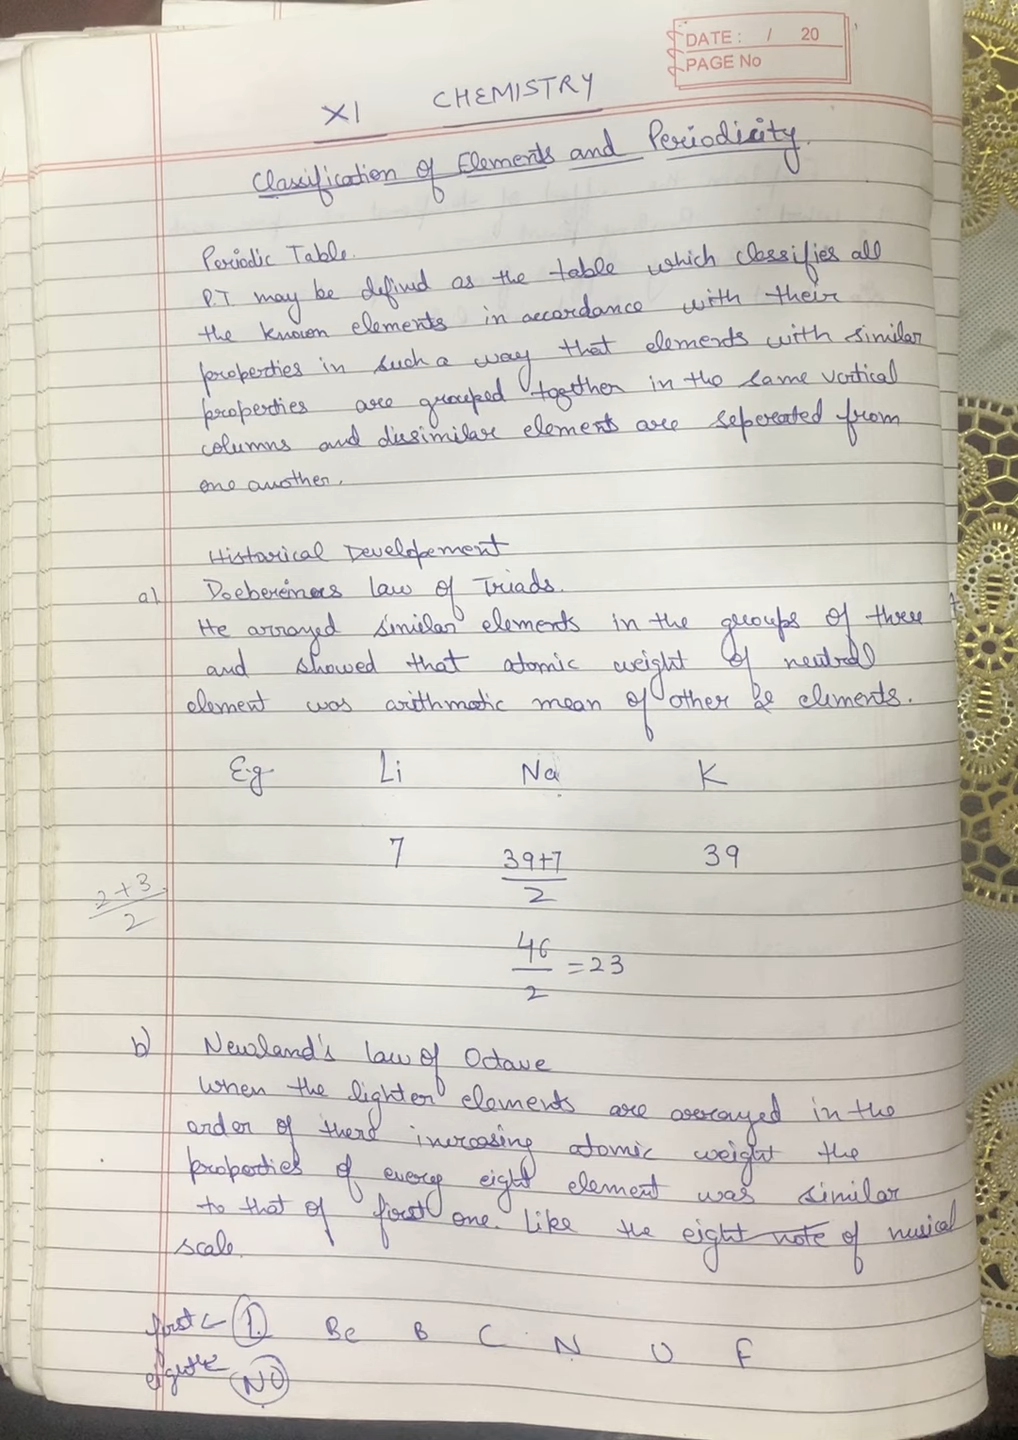 DATE: / 20
PAGE No
XI CHEMISTRY
Classification of Elements and Periodicity.
Periodic Table.
P.T may be defined as the table which classifies all
the known elements in accordance with their
properties in such a way that elements with similar
properties are grouped together in the same vertical
columns and dissimilar elements are seperated from
one another.
Historical Developement
a) Doebereiners law of Triads.
He arrayed similar elements in the groups of three
and showed that atomic weight of neutral
element was arithmatic mean of other elements.
E.g Li Na K
7 39+7 39
2
2+3
2
46 = 23
2
b) Newland's law of Octave
When the lighter elements are arrayed in the
order of there increasing atomic weight the
properties of every eight element was similar
to that of first one. Like the eight note of musical
scale.
first Be B C N O F